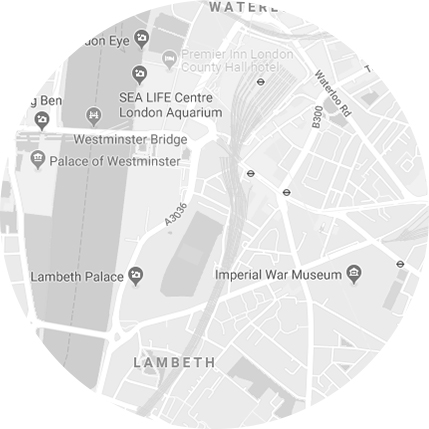 WATERL
don Eye
Premier Inn London
County Hall hotel
Waterloo Rd
g Ben
SEA LIFE Centre
London Aquarium
B300
Westminster Bridge
Palace of Westminster
A3036
Lambeth Palace
Imperial War Museum
LAMBETH